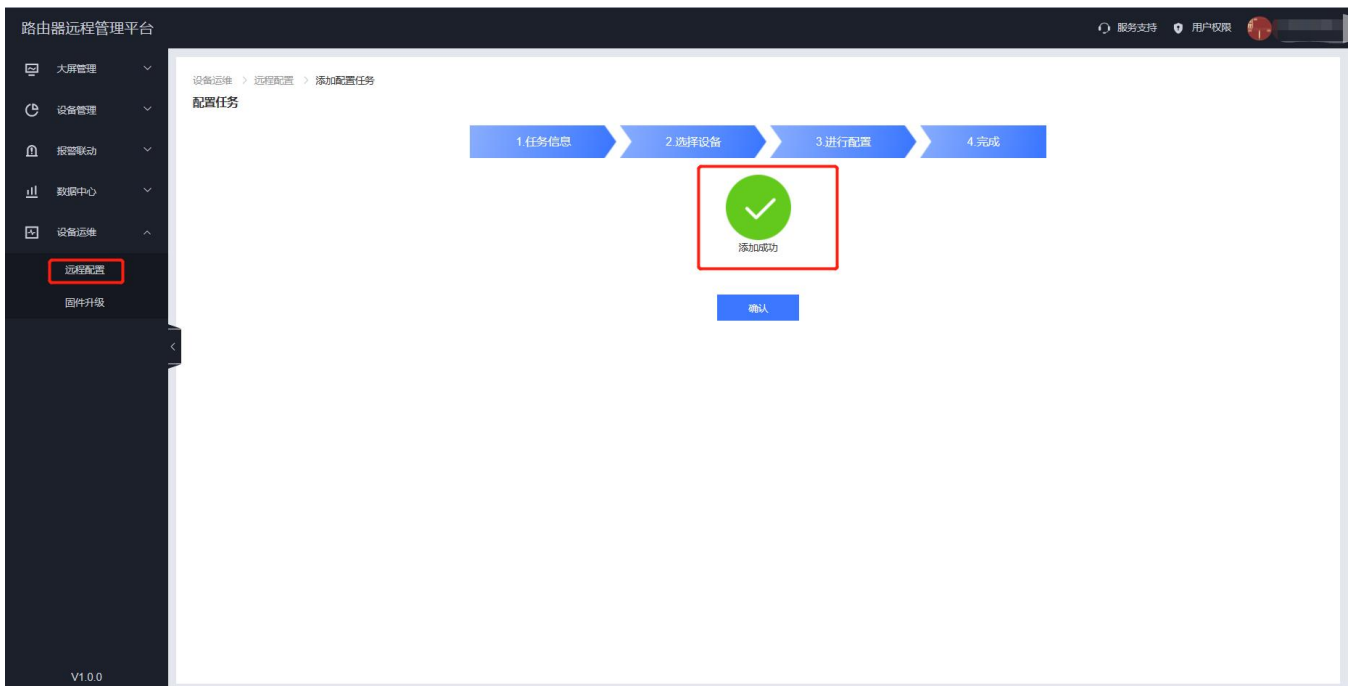 路由器远程管理平台
服务支持 用户权限
大屏管理
设备管理
报警联动
数据中心
设备运维
远程配置
固件升级
V1.0.0
设备运维 > 远程配置 > 添加配置任务
配置任务
1.任务信息 2.选择设备 3.进行配置 4.完成
添加成功
确认